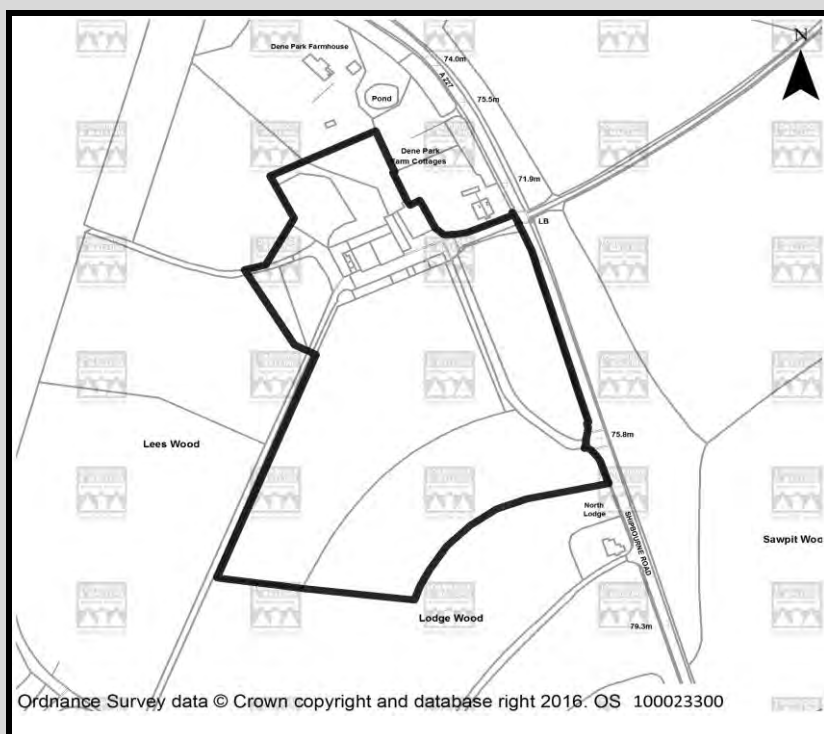 Dene Park Farmhouse
N
74.0m
A 227
Pond
75.5m
Dene Park
Farm Cottages
71.9m
LB
75.8m
Lees Wood
North
Lodge
SHIPBOURNE ROAD
Sawpit Woo
Lodge Wood
79.3m
Ordnance Survey data © Crown copyright and database right 2016. OS 100023300